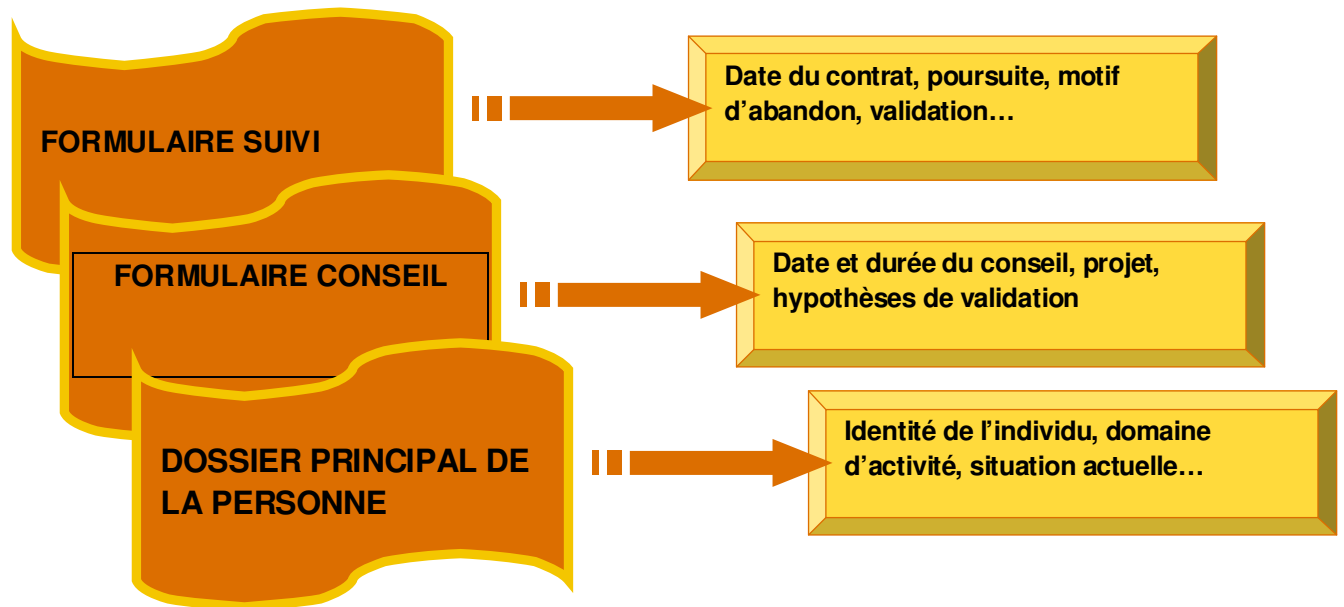 FORMULAIRE SUIVI
Date du contrat, poursuite, motif
d’abandon, validation…
FORMULAIRE CONSEIL
Date et durée du conseil, projet,
hypothèses de validation
DOSSIER PRINCIPAL DE
LA PERSONNE
Identité de l’individu, domaine
d’activité, situation actuelle…